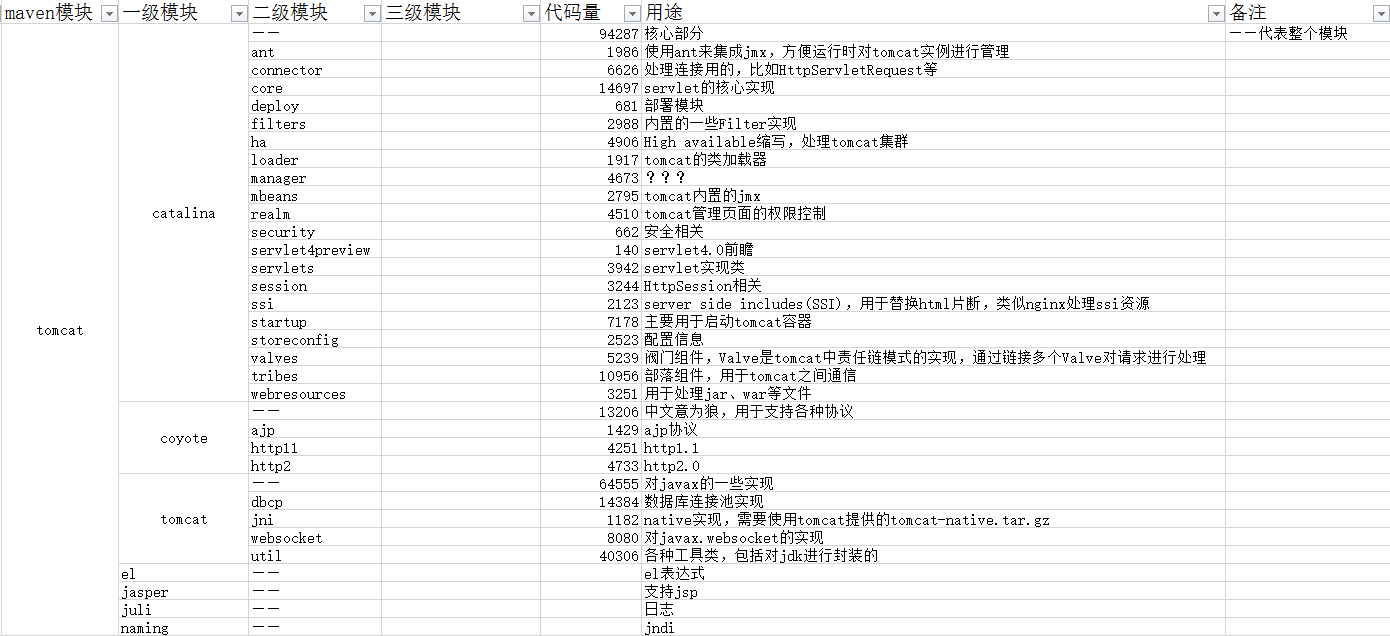 maven模块 一级模块 二级模块 三级模块 代码量 用途 备注
—— 94287 核心部分 ——代表整个模块
ant 1986 使用ant来集成jmx，方便运行时对tomcat实例进行管理
connector 6626 处理连接用的，比如HttpServletRequest等
core 14697 servlet的核心实现
deploy 681 部署模块
filters 2988 内置的一些Filter实现
ha 4906 High available缩写，处理tomcat集群
loader 1917 tomcat的类加载器
manager 4673 ？？？
mbeans 2795 tomcat内置的jmx
catalina realm 4510 tomcat管理页面的权限控制
security 662 安全相关
servlet4preview 140 servlet4.0前瞻
servlets 3942 servlet实现类
session 3244 HttpSession相关
ssi 2123 server side includes(SSI)，用于替换html片断，类似nginx处理ssi资源
tomcat startup 7178 主要用于启动tomcat容器
storeconfig 2523 配置信息
valves 5239 阀门组件，Valve是tomcat中责任链模式的实现，通过链接多个Valve对请求进行处理
tribes 10956 部落组件，用于tomcat之间通信
webresources 3251 用于处理jar、war等文件
—— 13206 中文意为狼，用于支持各种协议
coyote ajp 1429 ajp协议
http11 4251 http1.1
http2 4733 http2.0
—— 64555 对javax的一些实现
dbcp 14384 数据库连接池实现
tomcat jni 1182 native实现，需要使用tomcat提供的tomcat-native.tar.gz
websocket 8080 对javax.websocket的实现
util 40306 各种工具类，包括对jdk进行封装的
el —— el表达式
jasper —— 支持jsp
juli —— 日志
naming —— jndi